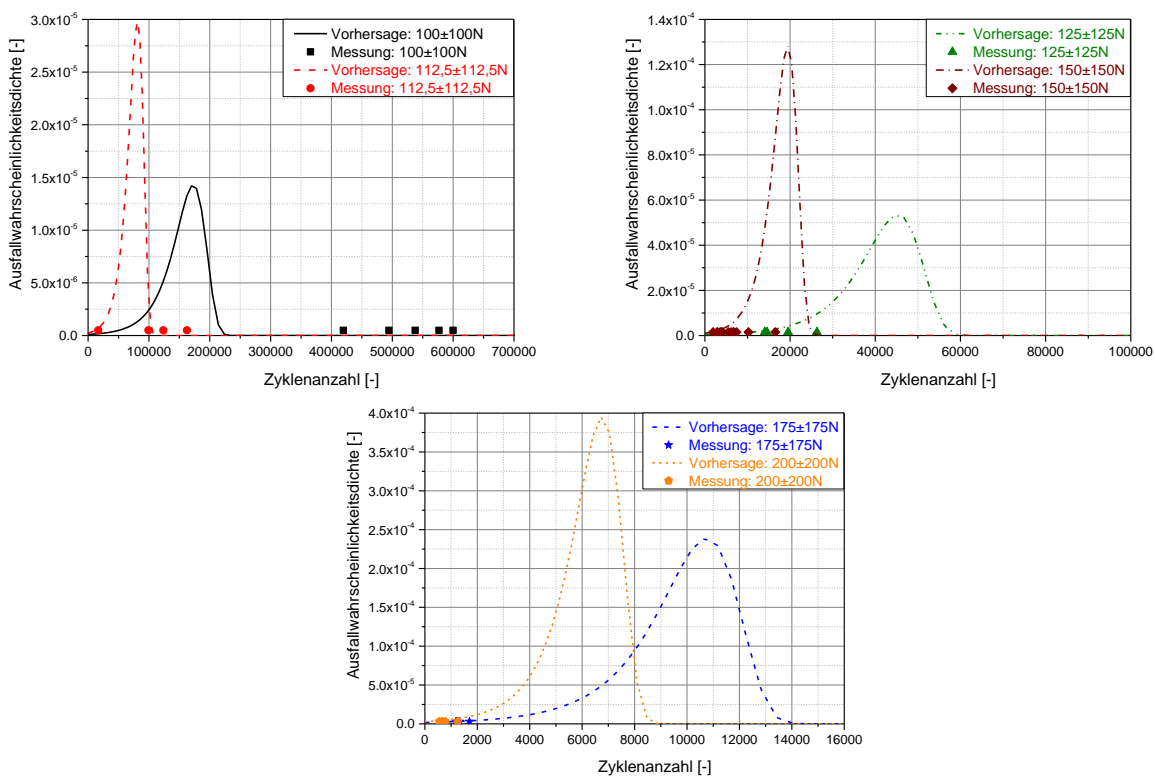 Ausfallwahrscheinlichkeitsdichte [-]
3.0x10⁻⁵
2.5x10⁻⁵
2.0x10⁻⁵
1.5x10⁻⁵
1.0x10⁻⁵
5.0x10⁻⁶
0.0
Vorhersage: 100±100N
Messung: 100±100N
Vorhersage: 112,5±112,5N
Messung: 112,5±112,5N
0 100000 200000 300000 400000 500000 600000 700000
Zyklenanzahl [-]
Ausfallwahrscheinlichkeitsdichte [-]
1.4x10⁻⁴
1.2x10⁻⁴
1.0x10⁻⁴
8.0x10⁻⁵
6.0x10⁻⁵
4.0x10⁻⁵
2.0x10⁻⁵
0.0
Vorhersage: 125±125N
Messung: 125±125N
Vorhersage: 150±150N
Messung: 150±150N
0 20000 40000 60000 80000 100000
Zyklenanzahl [-]
Ausfallwahrscheinlichkeitsdichte [-]
4.0x10⁻⁴
3.5x10⁻⁴
3.0x10⁻⁴
2.5x10⁻⁴
2.0x10⁻⁴
1.5x10⁻⁴
1.0x10⁻⁴
5.0x10⁻⁵
0.0
Vorhersage: 175±175N
Messung: 175±175N
Vorhersage: 200±200N
Messung: 200±200N
0 2000 4000 6000 8000 10000 12000 14000 16000
Zyklenanzahl [-]